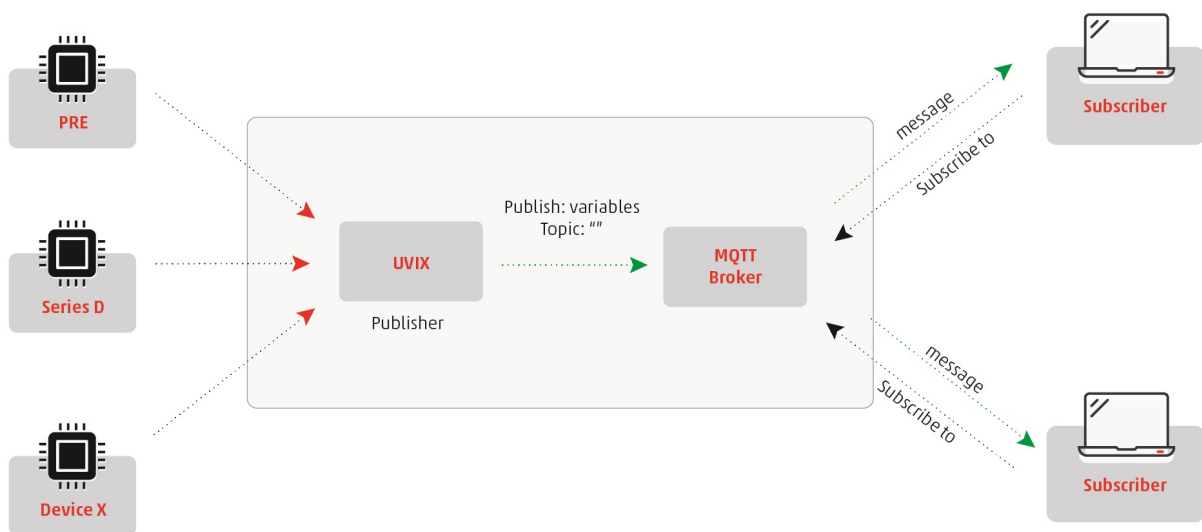 PRE
Series D
Device X
UVIX
Publisher
Publish: variables
Topic: “”
MQTT
Broker
message
Subscribe to
Subscriber
message
Subscribe to
Subscriber